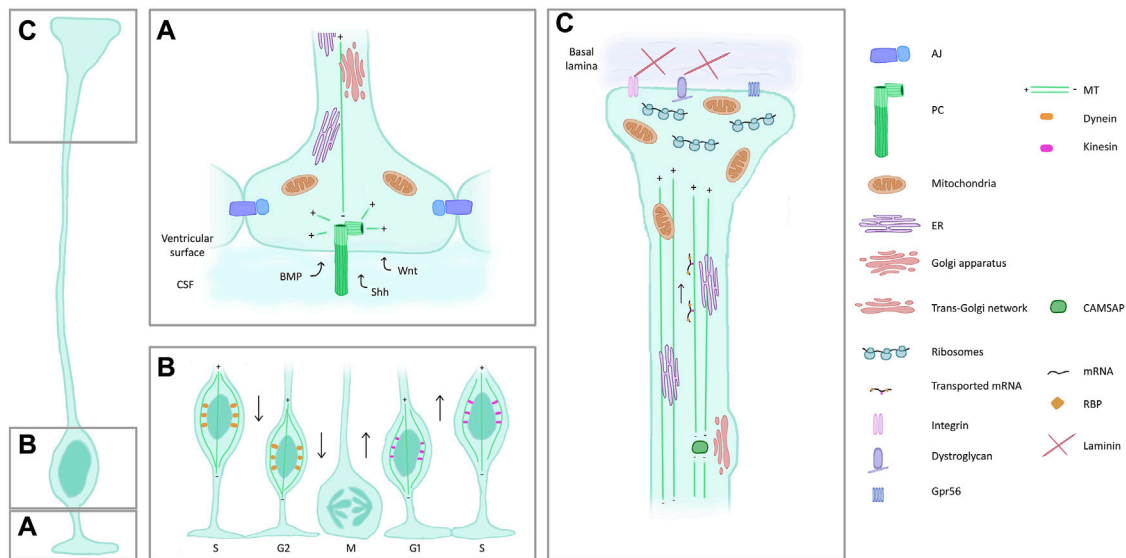 C
B
A
A
+
-
+
+
+
+
Ventricular
surface
CSF
BMP
Wnt
Shh
B
+
-
+
-
+
-
+
-
S
G2
M
G1
S
C
Basal
lamina
+
+
+
+
- -
- -
- -
AJ
PC
+
-
MT
Dynein
Kinesin
Mitochondria
ER
Golgi apparatus
Trans-Golgi network
CAMSAP
Ribosomes
mRNA
Transported mRNA
RBP
Integrin
Laminin
Dystroglycan
Gpr56